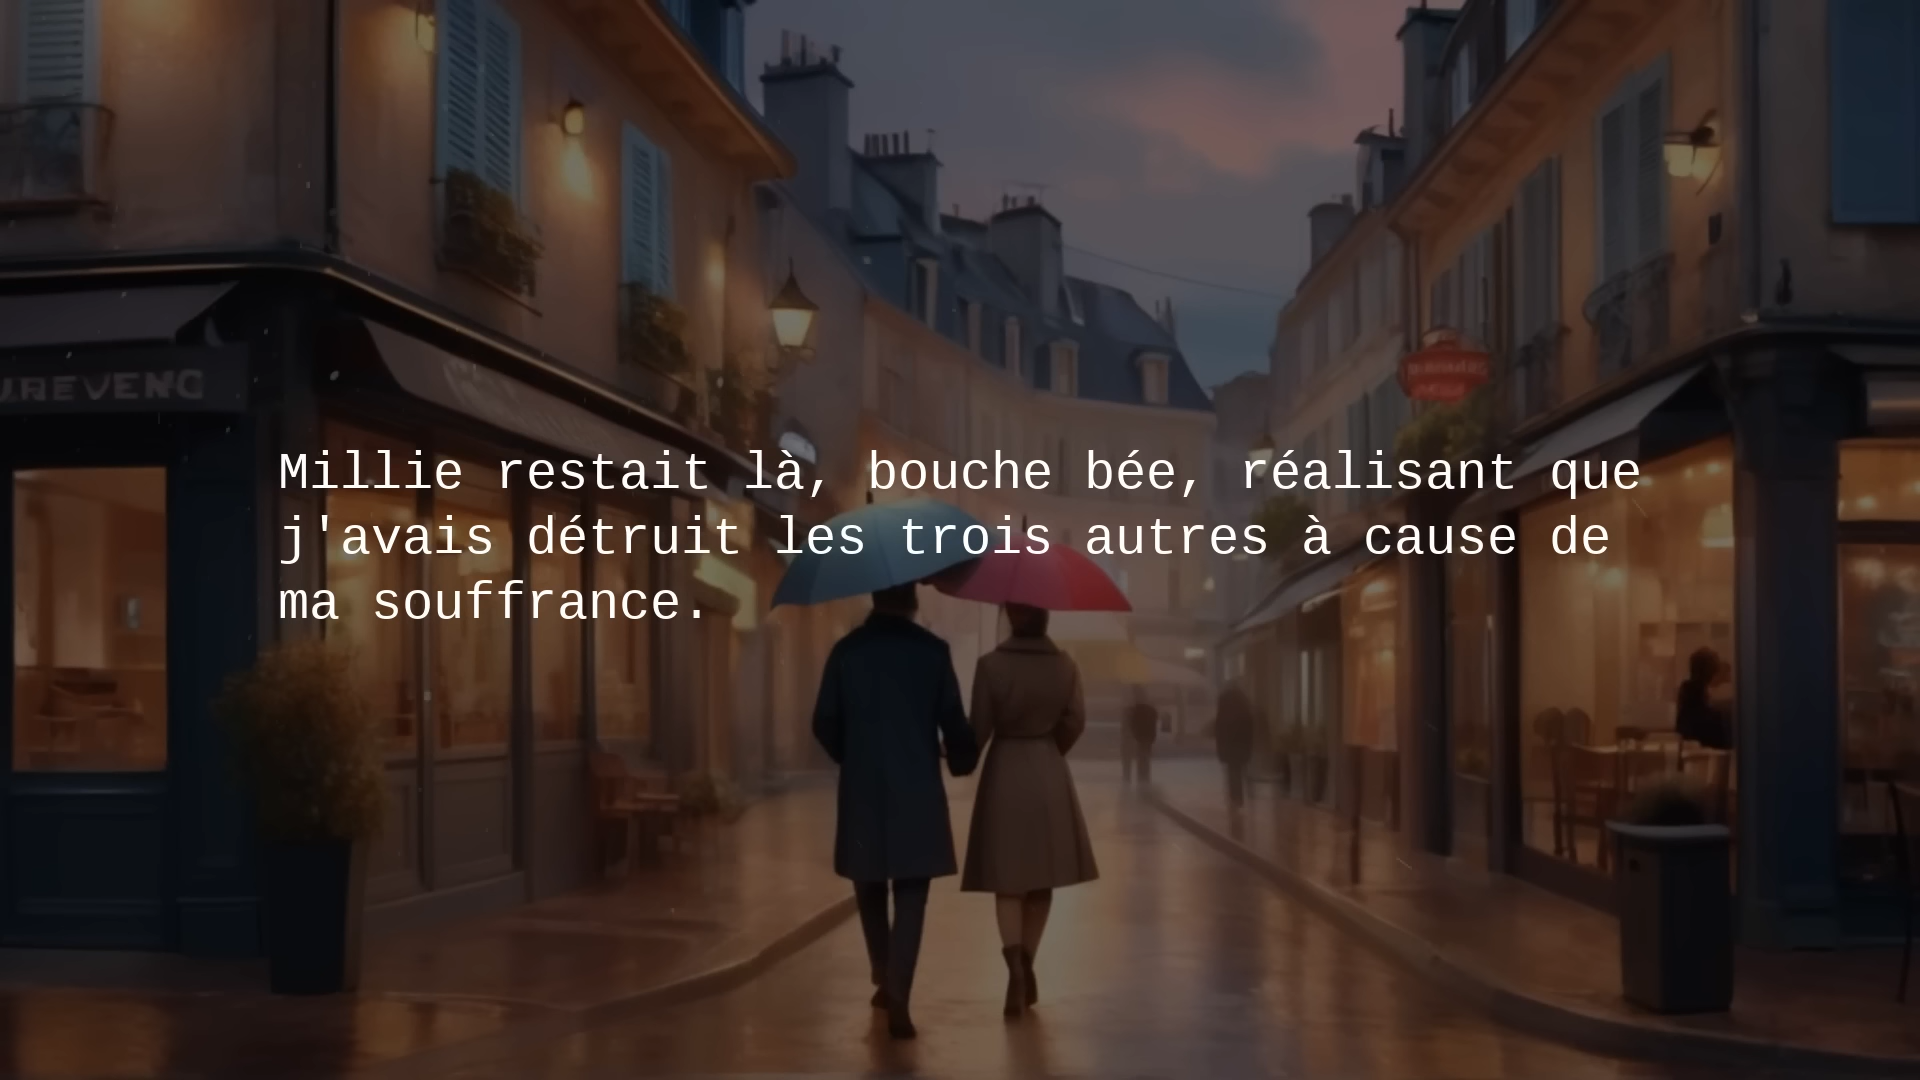 Millie restait là, bouche bée, réalisant que
j'avais détruit les trois autres à cause de
ma souffrance.